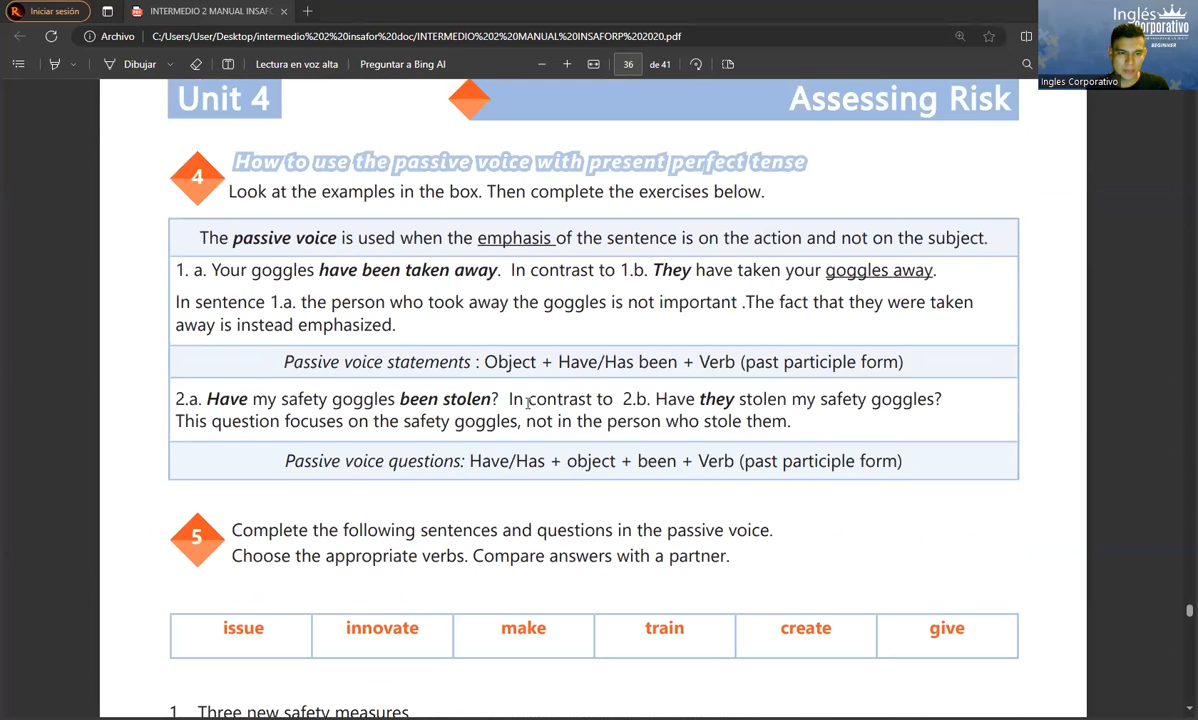 Iniciar sesión
INTERMEDIO 2 MANUAL INSAFO
Archivo
C:/Users/User/Desktop/intermedio%202%20insafor%20doc/INTERMEDIO%202%20MANUAL%20INSAFORP%202020.pdf
Dibujar
Lectura en voz alta
Preguntar a Bing AI
36 de 41
Inglés
Corporativo
BEGINNER
Ingles Corporativo
Unit 4
Assessing Risk
4
How to use the passive voice with present perfect tense
Look at the examples in the box. Then complete the exercises below.
The passive voice is used when the emphasis of the sentence is on the action and not on the subject.
1. a. Your goggles have been taken away. In contrast to 1.b. They have taken your goggles away.
In sentence 1.a. the person who took away the goggles is not important .The fact that they were taken
away is instead emphasized.
Passive voice statements : Object + Have/Has been + Verb (past participle form)
2.a. Have my safety goggles been stolen? In contrast to 2.b. Have they stolen my safety goggles?
This question focuses on the safety goggles, not in the person who stole them.
Passive voice questions: Have/Has + object + been + Verb (past participle form)
5
Complete the following sentences and questions in the passive voice.
Choose the appropriate verbs. Compare answers with a partner.
issue innovate make train create give
1 Three new safety measures